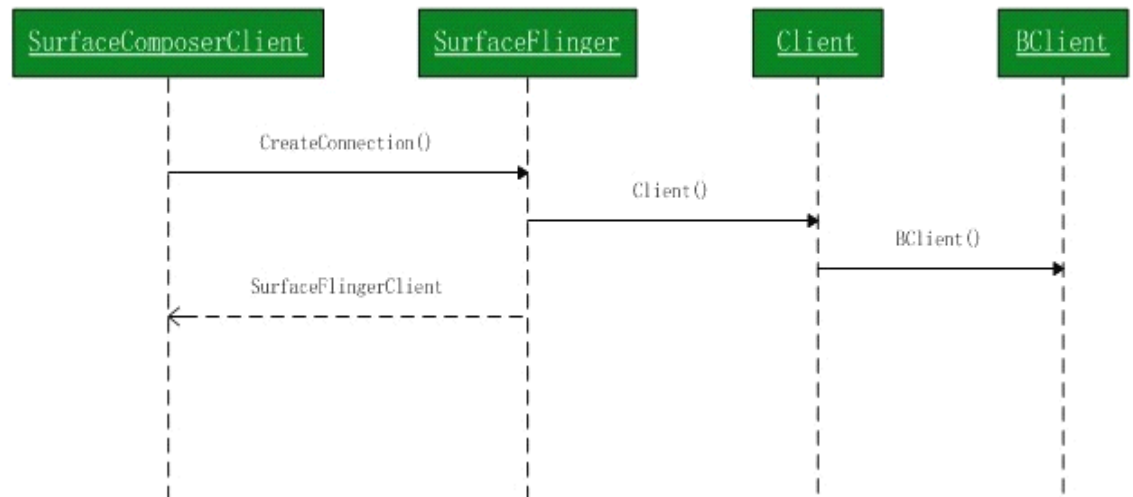 SurfaceComposerClient
SurfaceFlinger
Client
BClient
CreateConnection()
Client()
BClient()
SurfaceFlingerClient